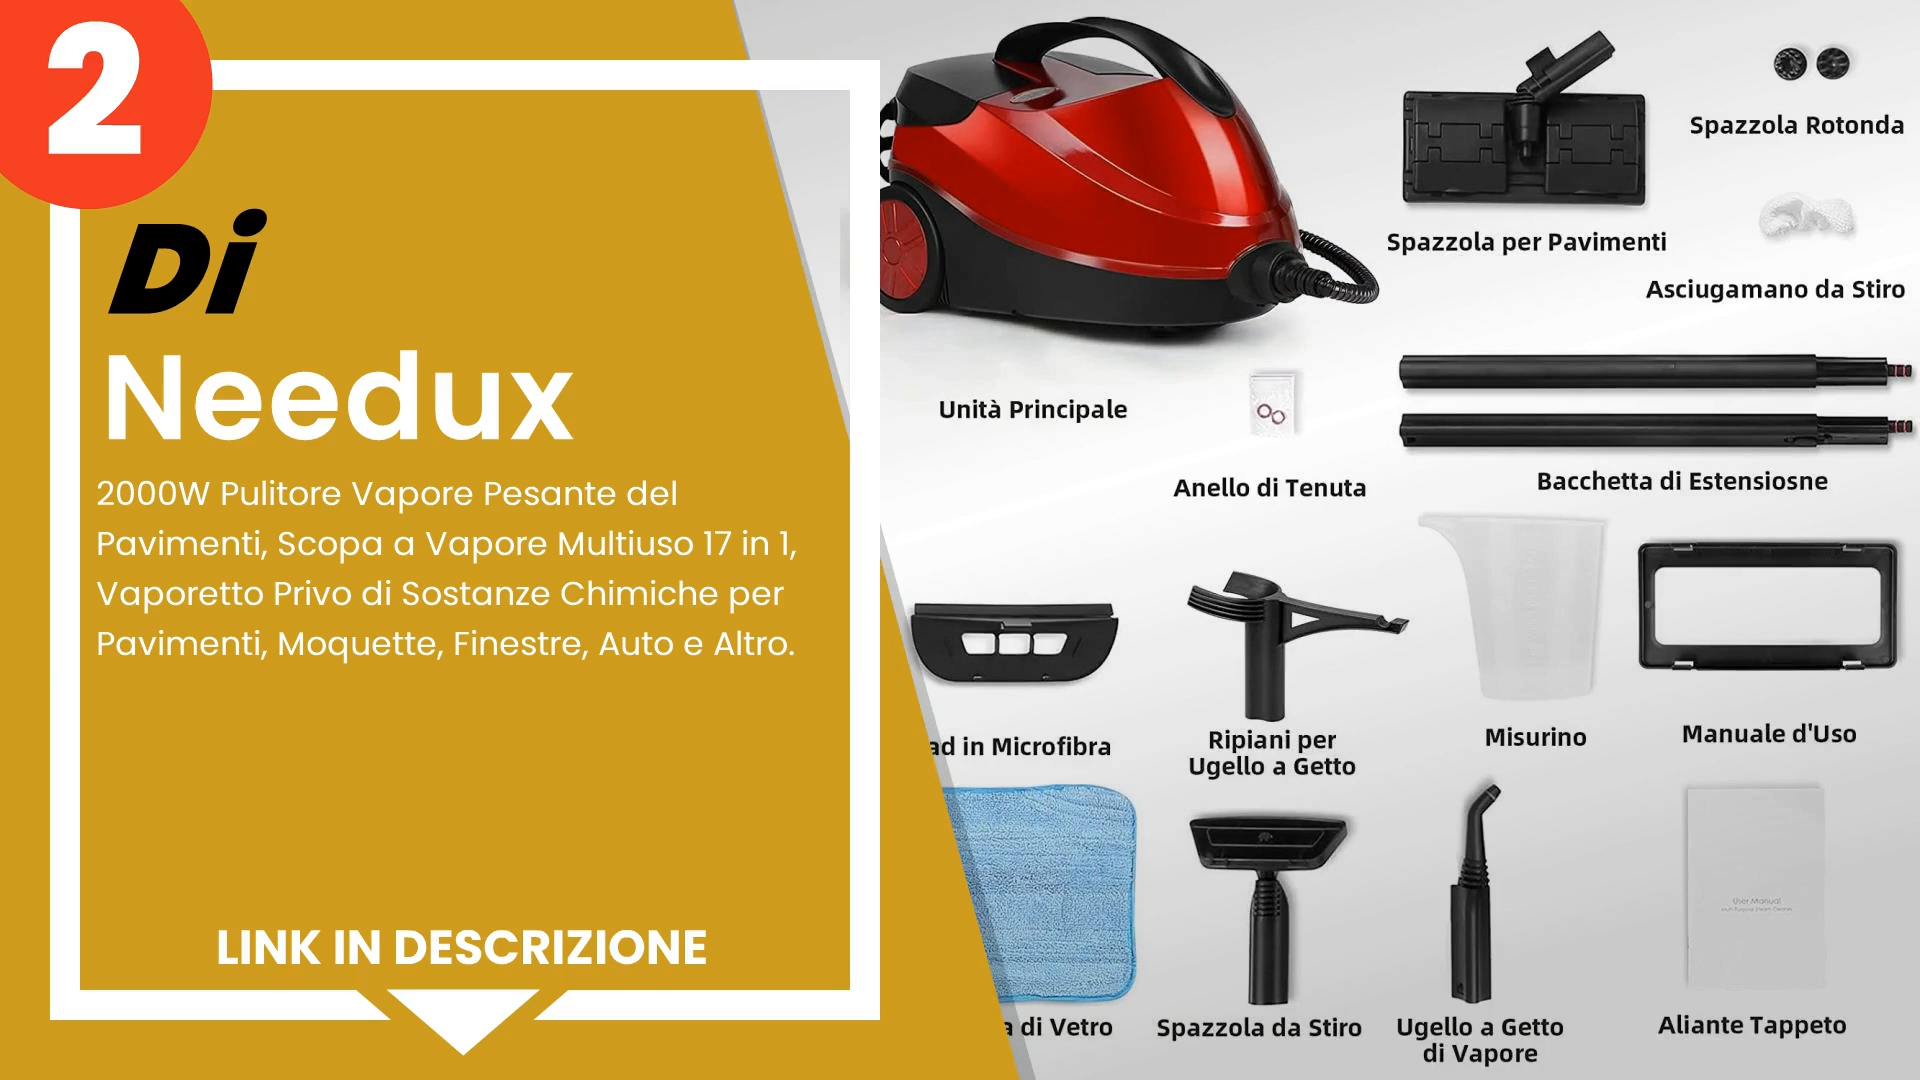 2
Di
Needux
2000W Pulitore Vapore Pesante del
Pavimenti, Scopa a Vapore Multiuso 17 in 1,
Vaporetto Privo di Sostanze Chimiche per
Pavimenti, Moquette, Finestre, Auto e Altro.
LINK IN DESCRIZIONE
Spazzola Rotonda
Spazzola per Pavimenti
Asciugamano da Stiro
Unità Principale
Anello di Tenuta
Bacchetta di Estensiosne
ad in Microfibra
Ripiani per
Ugello a Getto
Misurino
Manuale d'Uso
User Manual
a di Vetro
Spazzola da Stiro
Ugello a Getto
di Vapore
Aliante Tappeto